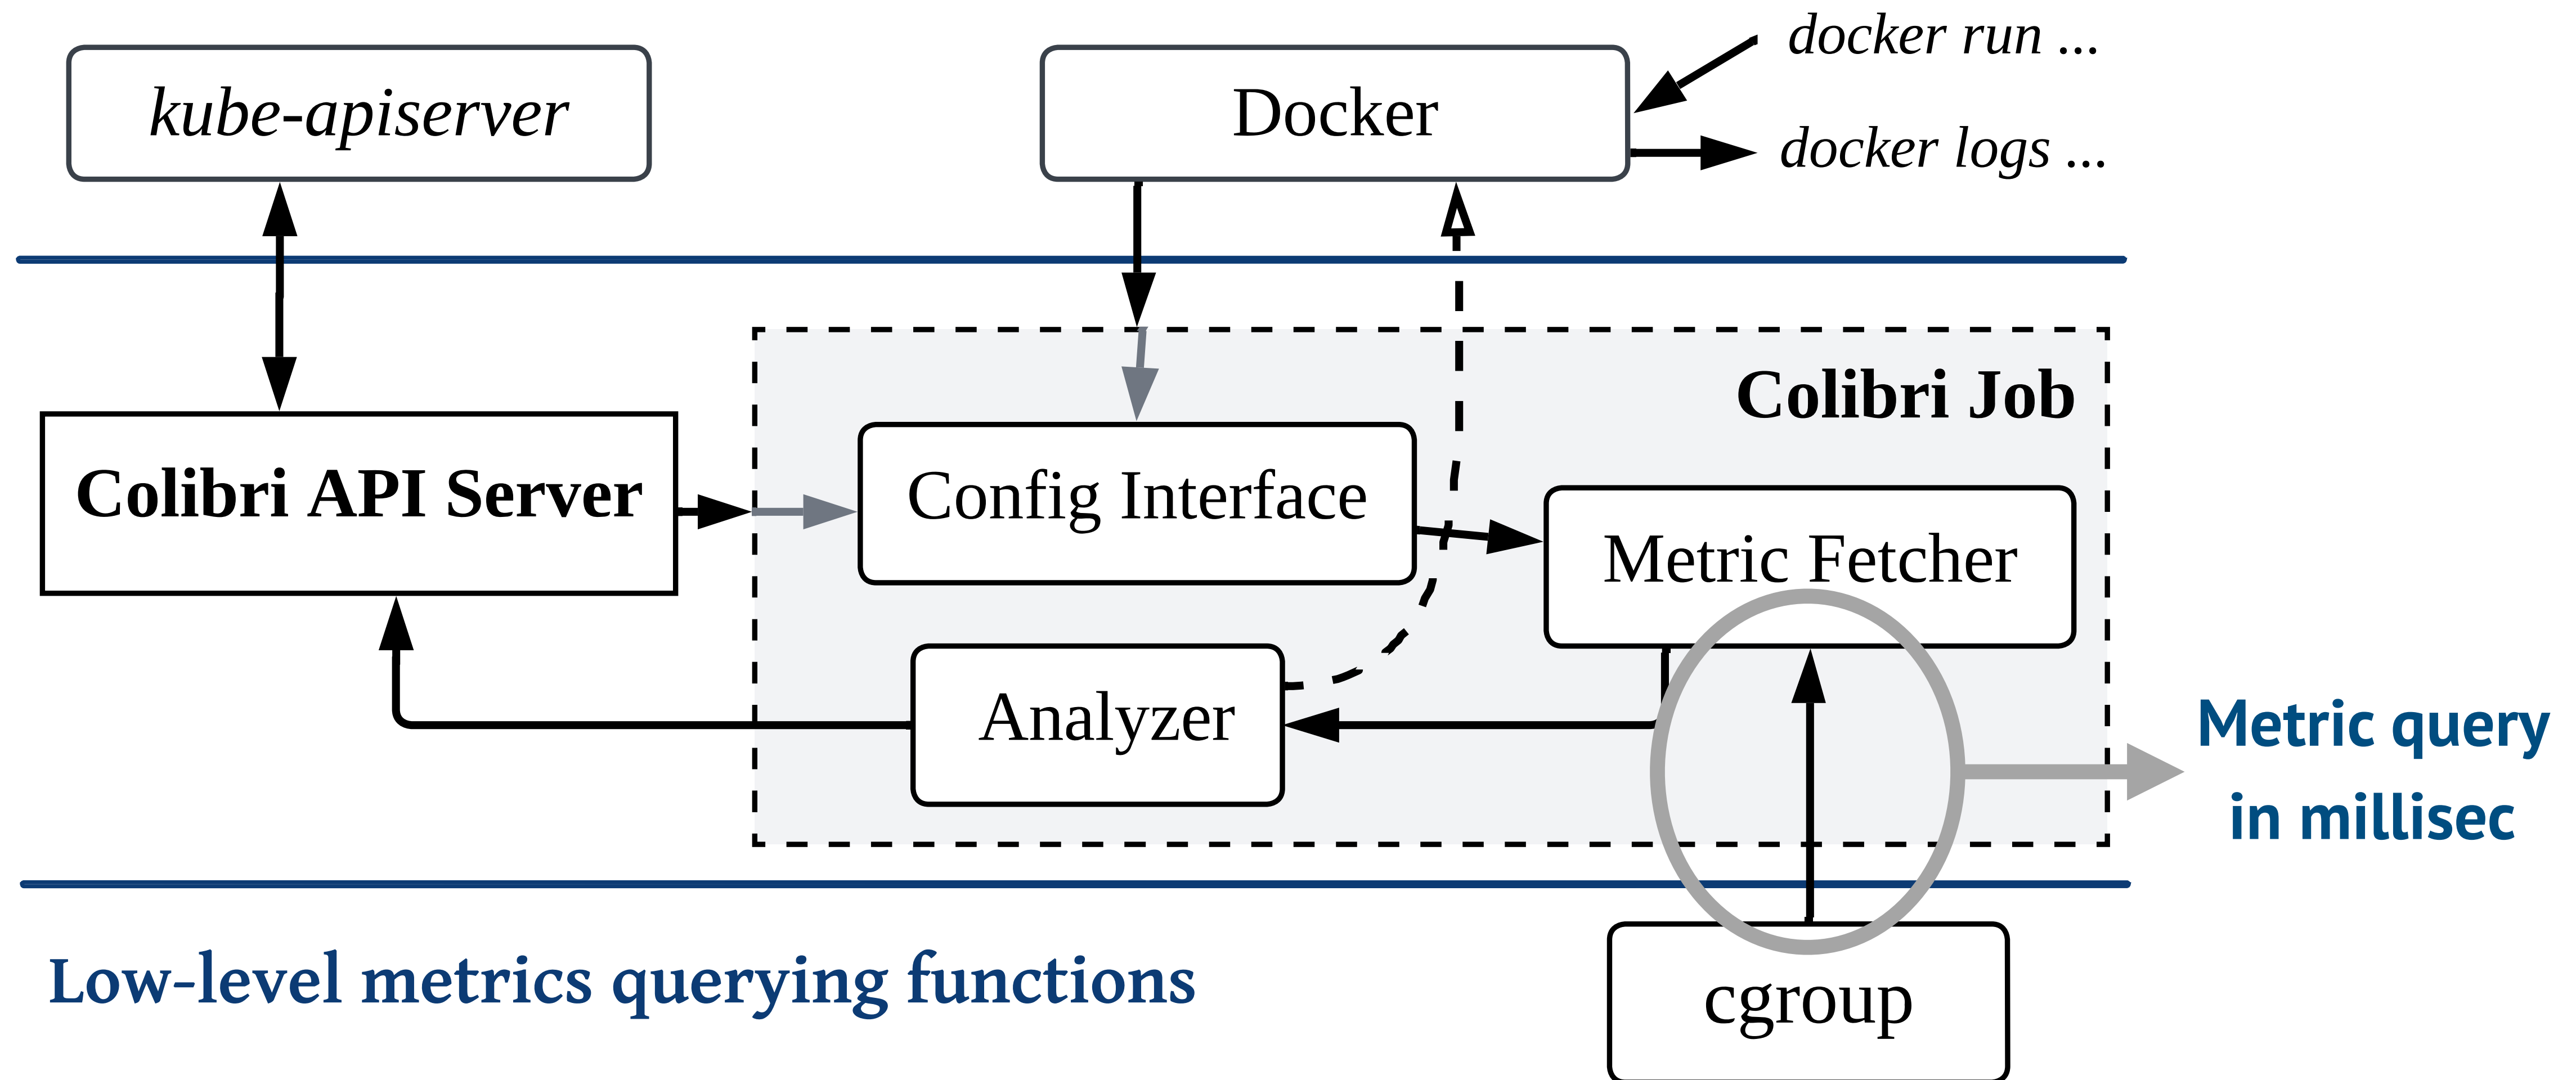 kube-apiserver
Docker
docker run ...
docker logs ...
Colibri Job
Colibri API Server
Config Interface
Metric Fetcher
Analyzer
Metric query
in millisec
Low-level metrics querying functions
cgroup